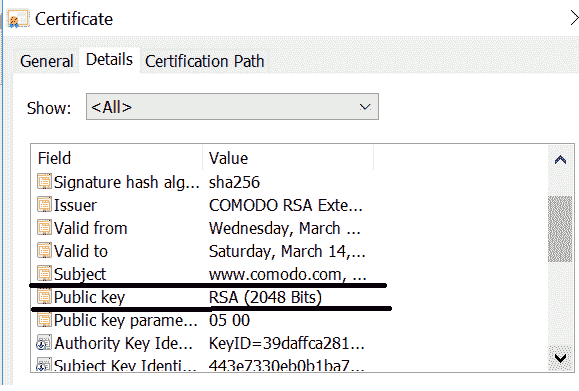 Certificate
General Details Certification Path
Show: <All>
Field Value
Signature hash alg... sha256
Issuer COMODO RSA Exte...
Valid from Wednesday, March ...
Valid to Saturday, March 14,...
Subject www.comodo.com, ...
Public key RSA (2048 Bits)
Public key parame... 05 00
Authority Key Ide... KeyID=39daffca281...
Subject Key Identi... 443e7330eb0b1ba7...